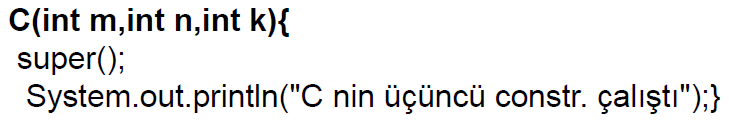 C(int m,int n,int k){
super();
System.out.println("C nin üçüncü constr. çalıştı");}